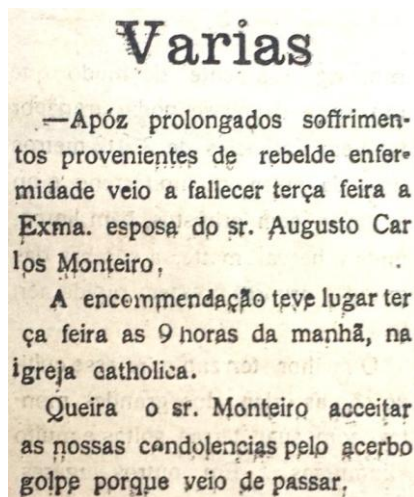 Varias
—Apóz prolongados soffrimen-
tos provenientes de rebelde enfer-
midade veio a fallecer terça feira a
Exma. esposa do sr. Augusto Car
los Monteiro,
A encommendação teve lugar ter
ça feira as 9 horas da manhã, na
igreja catholica.
Queira o sr. Monteiro acceitar
as nossas condolencias pelo acerbo
golpe porque veio de passar.